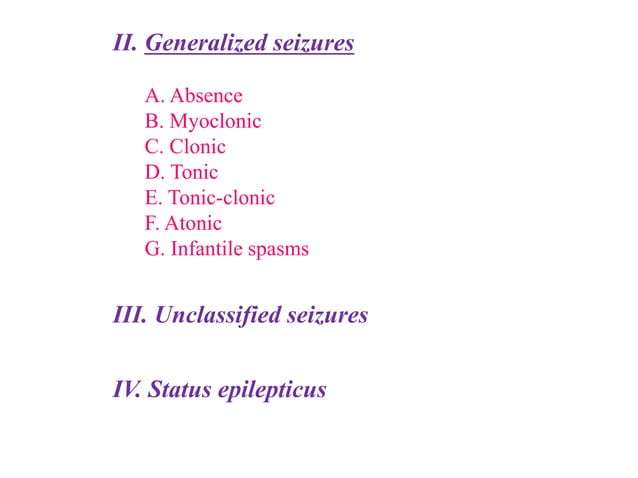 II. Generalized seizures
A. Absence
B. Myoclonic
C. Clonic
D. Tonic
E. Tonic-clonic
F. Atonic
G. Infantile spasms
III. Unclassified seizures
IV. Status epilepticus